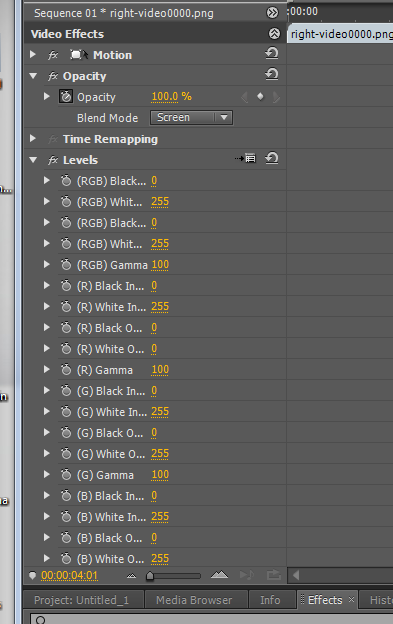 Sequence 01 * right-video0000.png
:00:00
Video Effects
right-video0000.png
fx Motion
fx Opacity
Opacity 100.0 %
Blend Mode Screen
fx Time Remapping
fx Levels
(RGB) Black... 0
(RGB) Whit... 255
(RGB) Black... 0
(RGB) Whit... 255
(RGB) Gamma 100
(R) Black In... 0
(R) White In... 255
(R) Black O... 0
(R) White O... 0
(R) Gamma 100
(G) Black In... 0
(G) White In... 255
(G) Black O... 0
(G) White O... 255
(G) Gamma 100
(B) Black In... 0
(B) White In... 255
(B) Black O... 0
(B) White O... 255
00:00:04:01
Project: Untitled_1 Media Browser Info Effects × Hist